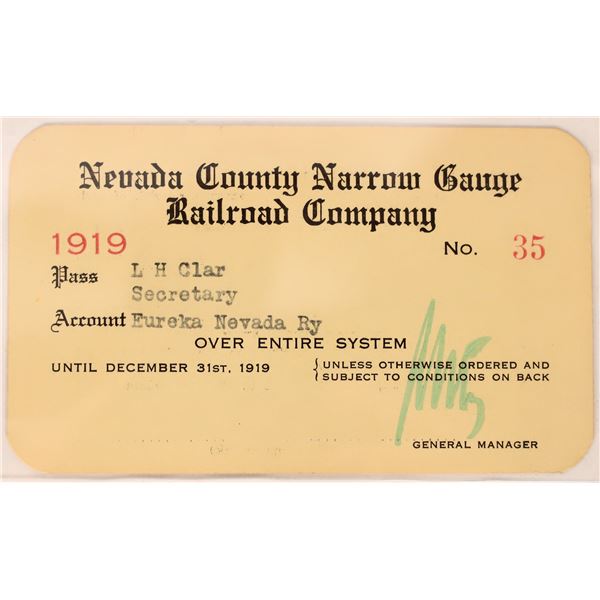 Nevada County Narrow Gauge
Railroad Company
1919 No. 35
Pass L H Clar
Secretary
Account Eureka Nevada Ry
OVER ENTIRE SYSTEM
UNTIL DECEMBER 31ST, 1919 { UNLESS OTHERWISE ORDERED AND
SUBJECT TO CONDITIONS ON BACK
GENERAL MANAGER